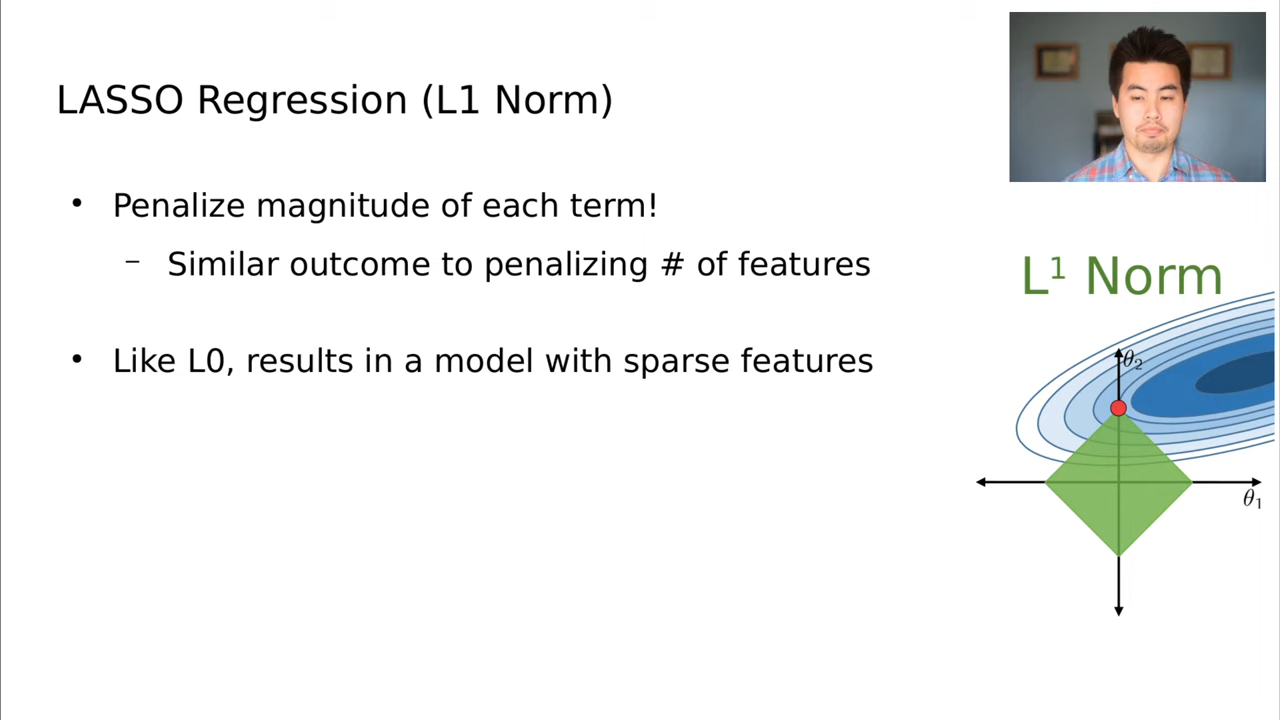 LASSO Regression (L1 Norm)
• Penalize magnitude of each term!
– Similar outcome to penalizing # of features
• Like L0, results in a model with sparse features
L¹ Norm
θ₂
θ₁